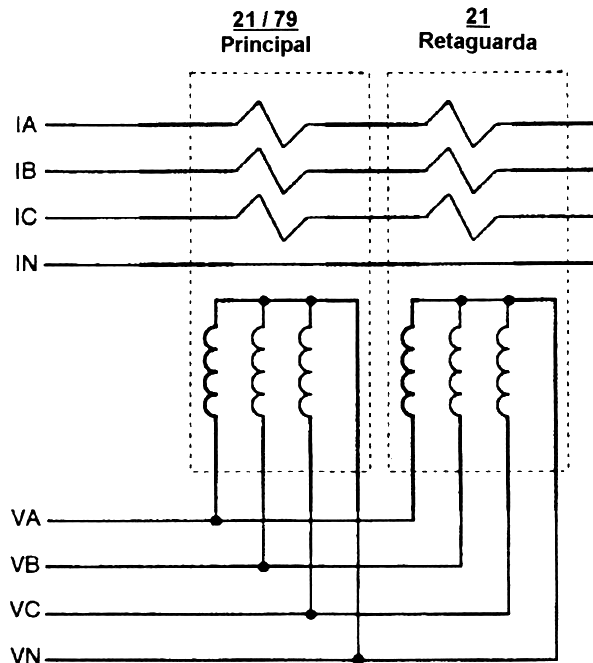 21 / 79
Principal
21
Retaguarda
IA
IB
IC
IN
VA
VB
VC
VN